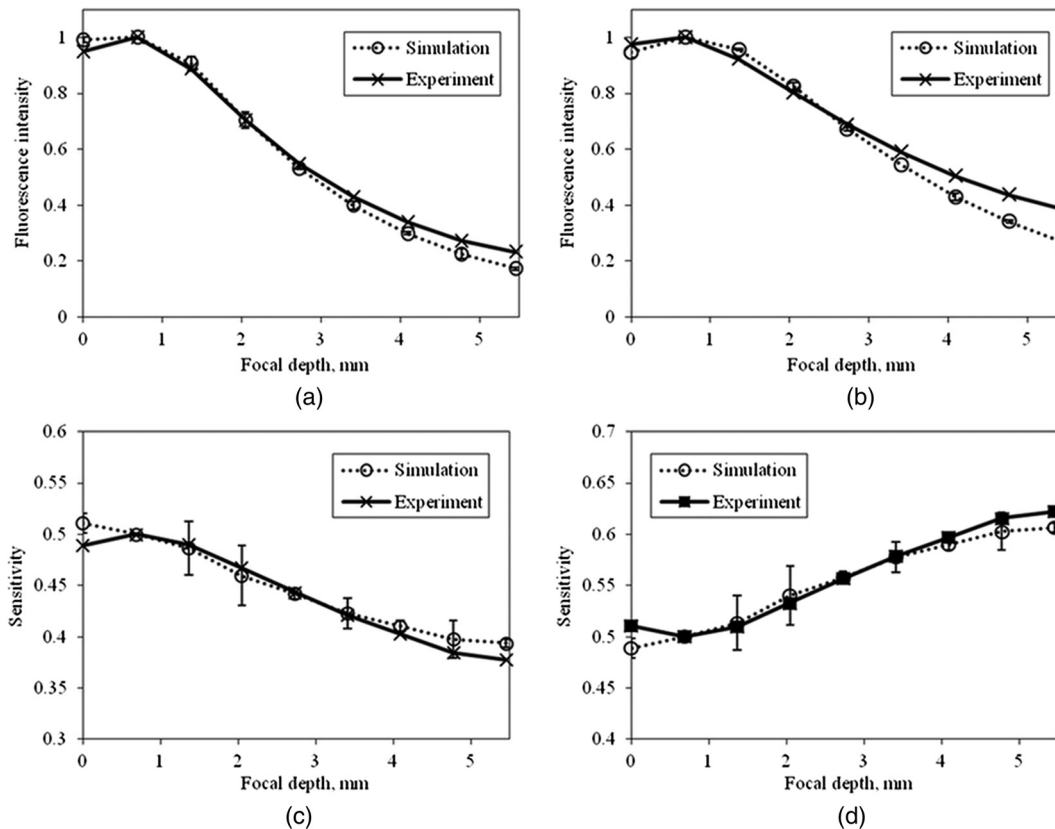 1
0.8
0.6
0.4
0.2
0
Fluorescence intensity
Simulation
Experiment
0 1 2 3 4 5
Focal depth, mm
(a)
1
0.8
0.6
0.4
0.2
0
Fluorescence intensity
Simulation
Experiment
0 1 2 3 4 5
Focal depth, mm
(b)
0.6
0.55
0.5
0.45
0.4
0.35
0.3
Sensitivity
Simulation
Experiment
0 1 2 3 4 5
Focal depth, mm
(c)
0.7
0.65
0.6
0.55
0.5
0.45
0.4
Sensitivity
Simulation
Experiment
0 1 2 3 4 5
Focal depth, mm
(d)